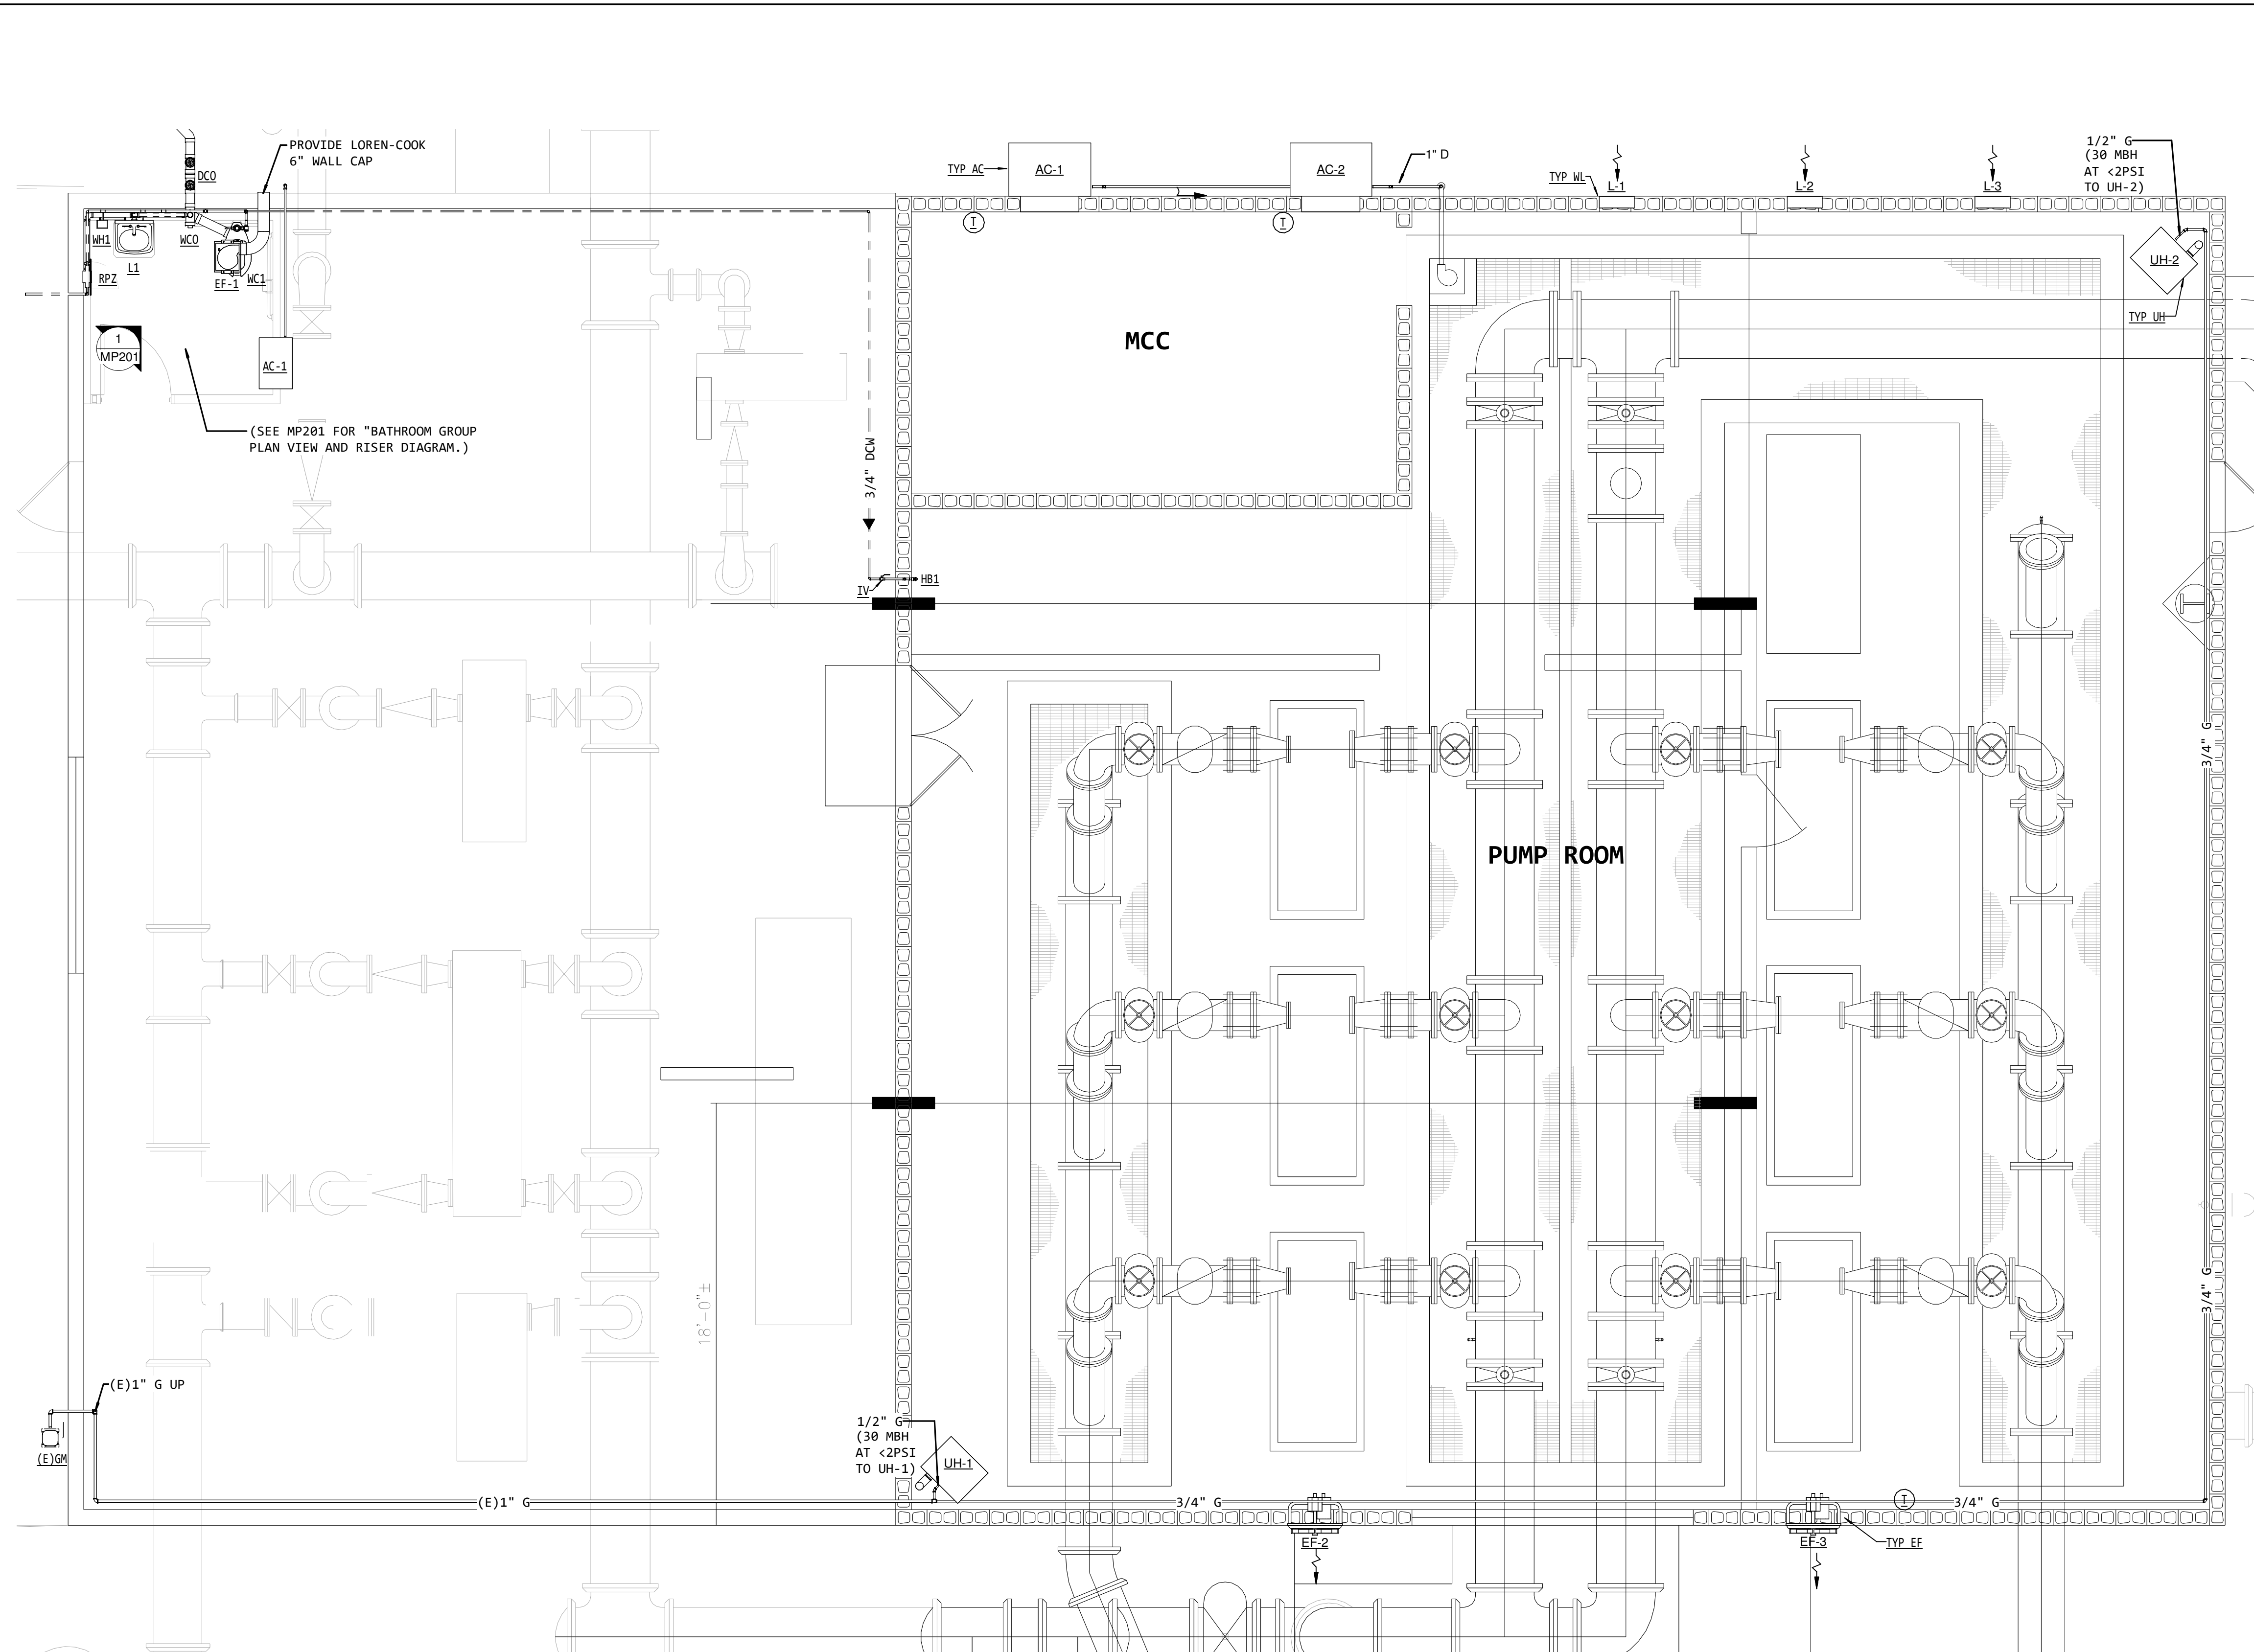 PROVIDE LOREN-COOK
6" WALL CAP
DCO
WH1
L1
WCO
RPZ
EF-1
WC1
1
MP201
AC-1
(SEE MP201 FOR "BATHROOM GROUP
PLAN VIEW AND RISER DIAGRAM.)
TYP AC
AC-1
AC-2
1" D
T
T
TYP WL
L-1
L-2
L-3
1/2" G
(30 MBH
AT <2PSI
TO UH-2)
UH-2
TYP UH
MCC
3/4" DCW
IV
HB1
T
3/4" G
PUMP ROOM
3/4" G
18'-0"±
(E)1" G UP
(E)GM
(E)1" G
1/2" G
(30 MBH
AT <2PSI
TO UH-1)
UH-1
3/4" G
T
3/4" G
EF-2
EF-3
TYP EF